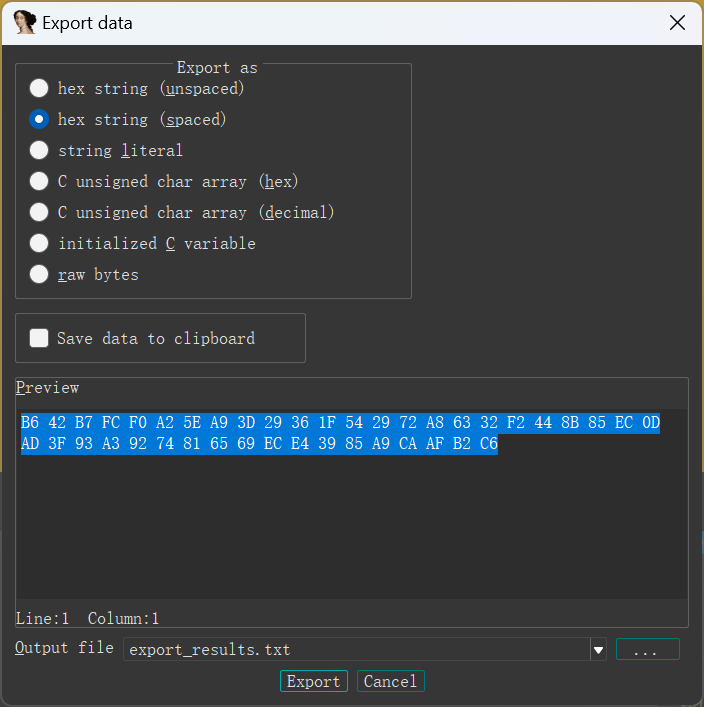 Export data
Export as
hex string (unspaced)
hex string (spaced)
string literal
C unsigned char array (hex)
C unsigned char array (decimal)
initialized C variable
raw bytes
Save data to clipboard
Preview
B6 42 B7 FC F0 A2 5E A9 3D 29 36 1F 54 29 72 A8 63 32 F2 44 8B 85 EC 0D
AD 3F 93 A3 92 74 81 65 69 EC E4 39 85 A9 CA AF B2 C6
Line:1 Column:1
Output file export_results.txt ...
Export Cancel